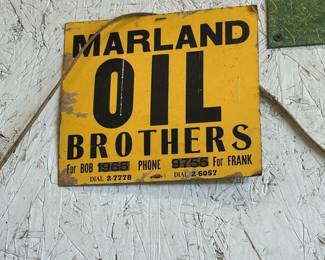 MARLAND
OIL
BROTHERS
For BOB 1965 PHONE 9755 For FRANK
DIAL 2-7778 DIAL 2-6057